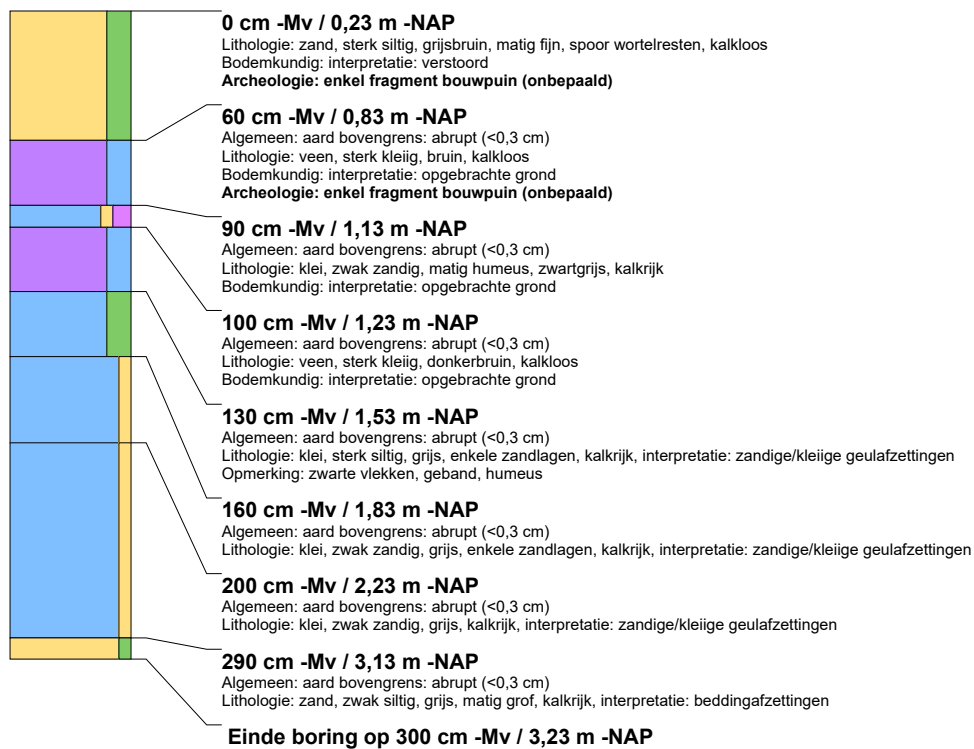 0 cm -Mv / 0,23 m -NAP
Lithologie: zand, sterk siltig, grijsbruin, matig fijn, spoor wortelresten, kalkloos
Bodemkundig: interpretatie: verstoord
Archeologie: enkel fragment bouwpuin (onbepaald)
60 cm -Mv / 0,83 m -NAP
Algemeen: aard bovengrens: abrupt (<0,3 cm)
Lithologie: veen, sterk kleiig, bruin, kalkloos
Bodemkundig: interpretatie: opgebrachte grond
Archeologie: enkel fragment bouwpuin (onbepaald)
90 cm -Mv / 1,13 m -NAP
Algemeen: aard bovengrens: abrupt (<0,3 cm)
Lithologie: klei, zwak zandig, matig humeus, zwartgrijs, kalkrijk
Bodemkundig: interpretatie: opgebrachte grond
100 cm -Mv / 1,23 m -NAP
Algemeen: aard bovengrens: abrupt (<0,3 cm)
Lithologie: veen, sterk kleiig, donkerbruin, kalkloos
Bodemkundig: interpretatie: opgebrachte grond
130 cm -Mv / 1,53 m -NAP
Algemeen: aard bovengrens: abrupt (<0,3 cm)
Lithologie: klei, sterk siltig, grijs, enkele zandlagen, kalkrijk, interpretatie: zandige/kleiige geulafzettingen
Opmerking: zwarte vlekken, geband, humeus
160 cm -Mv / 1,83 m -NAP
Algemeen: aard bovengrens: abrupt (<0,3 cm)
Lithologie: klei, zwak zandig, grijs, enkele zandlagen, kalkrijk, interpretatie: zandige/kleiige geulafzettingen
200 cm -Mv / 2,23 m -NAP
Algemeen: aard bovengrens: abrupt (<0,3 cm)
Lithologie: klei, zwak zandig, grijs, kalkrijk, interpretatie: zandige/kleiige geulafzettingen
290 cm -Mv / 3,13 m -NAP
Algemeen: aard bovengrens: abrupt (<0,3 cm)
Lithologie: zand, zwak siltig, grijs, matig grof, kalkrijk, interpretatie: beddingafzettingen
Einde boring op 300 cm -Mv / 3,23 m -NAP